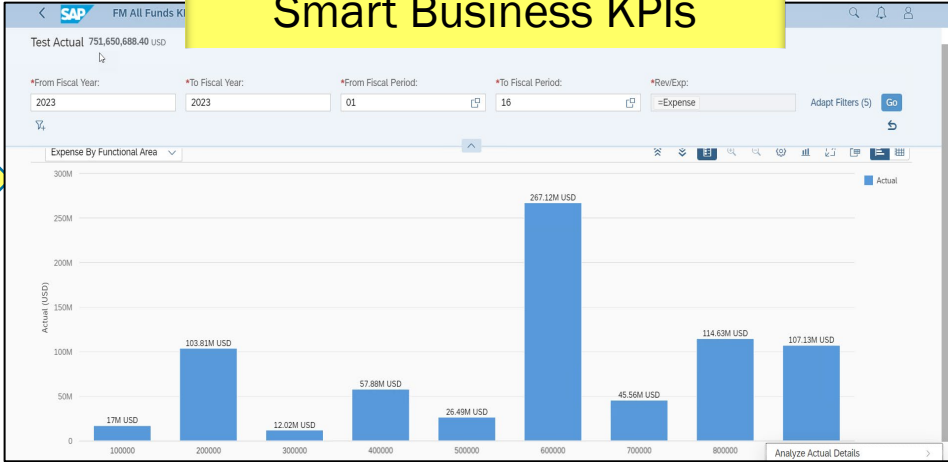 Smart Business KPIs
SAP FM All Funds
Test Actual 751,650,688.40 USD
*From Fiscal Year: *To Fiscal Year: *From Fiscal Period: *To Fiscal Period: *Rev/Exp:
2023 2023 01 16 =Expense Adapt Filters (5) Go
Expense By Functional Area
Actual
Actual (USD)
300M
250M
200M
150M
100M
50M
0
17M USD
103.81M USD
12.02M USD
57.88M USD
26.49M USD
267.12M USD
45.56M USD
114.63M USD
107.13M USD
100000 200000 300000 400000 500000 600000 700000 800000
Analyze Actual Details